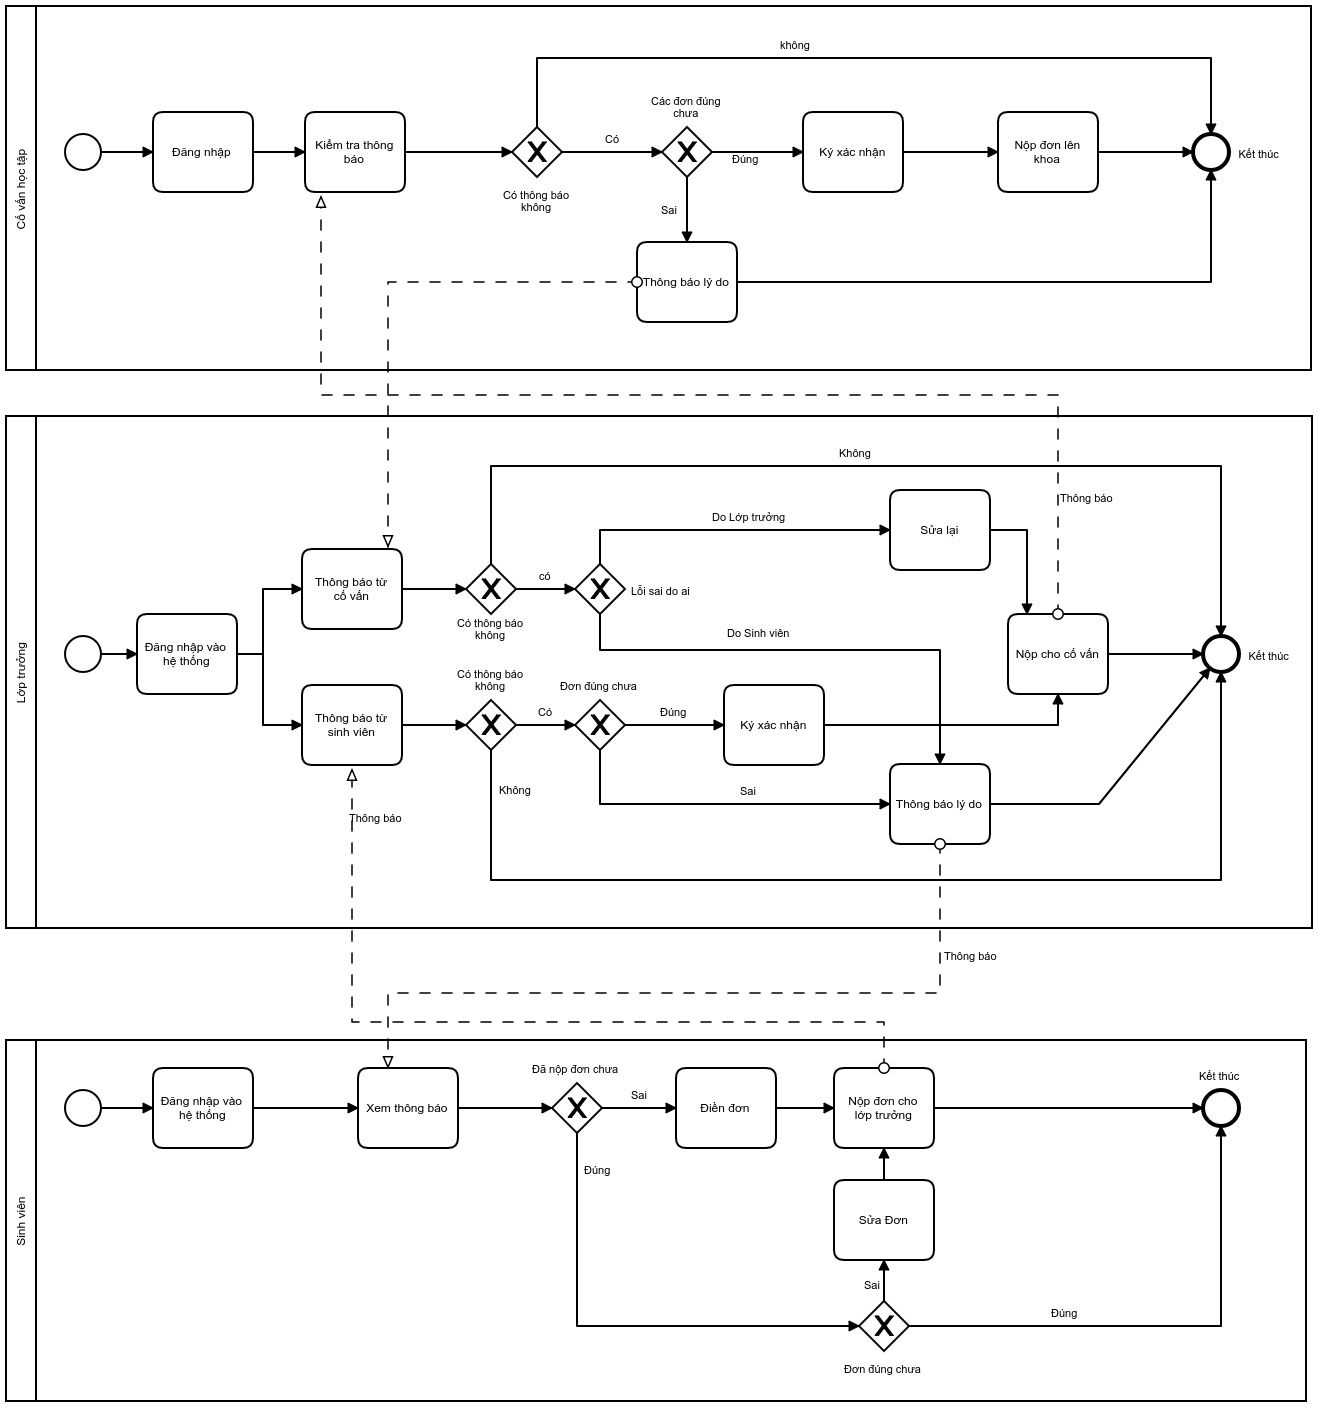 Cố vấn học tập
không
Các đơn đúng
chưa
Đăng nhập
Kiểm tra thông
báo
Có
Đúng
Ký xác nhận
Nộp đơn lên
khoa
Kết thúc
Có thông báo
không
Sai
Thông báo lý do
Lớp trưởng
Không
Thông báo
Do Lớp trưởng
Sửa lại
Thông báo từ
cố vấn
có
Lỗi sai do ai
Có thông báo
không
Do Sinh viên
Đăng nhập vào
hệ thống
Nộp cho cố vấn
Kết thúc
Có thông báo
không
Đơn đúng chưa
Thông báo từ
sinh viên
Có
Đúng
Ký xác nhận
Không
Sai
Thông báo lý do
Thông báo
Thông báo
Sinh viên
Đã nộp đơn chưa
Kết thúc
Đăng nhập vào
hệ thống
Xem thông báo
Sai
Điền đơn
Nộp đơn cho
lớp trưởng
Đúng
Sửa Đơn
Sai
Đúng
Đơn đúng chưa